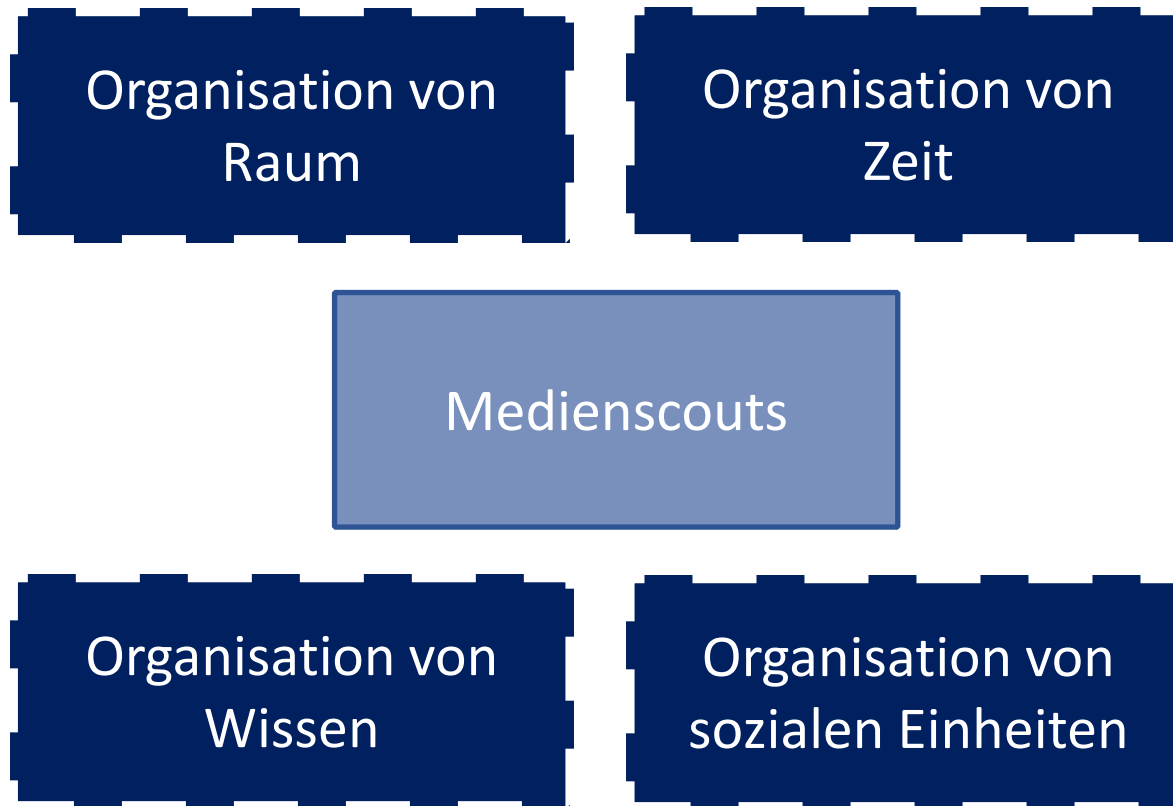 Organisation von
Raum
Organisation von
Zeit
Medienscouts
Organisation von
Wissen
Organisation von
sozialen Einheiten